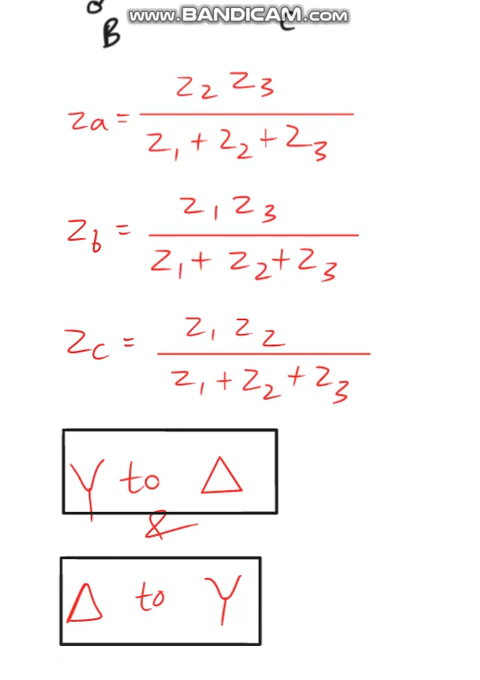 www.BANDICAM.com
B
Za = Z2 Z3 / Z1 + Z2 + Z3
Zb = Z1 Z3 / Z1 + Z2 + Z3
Zc = Z1 Z2 / Z1 + Z2 + Z3
Y to Δ
&
Δ to Y